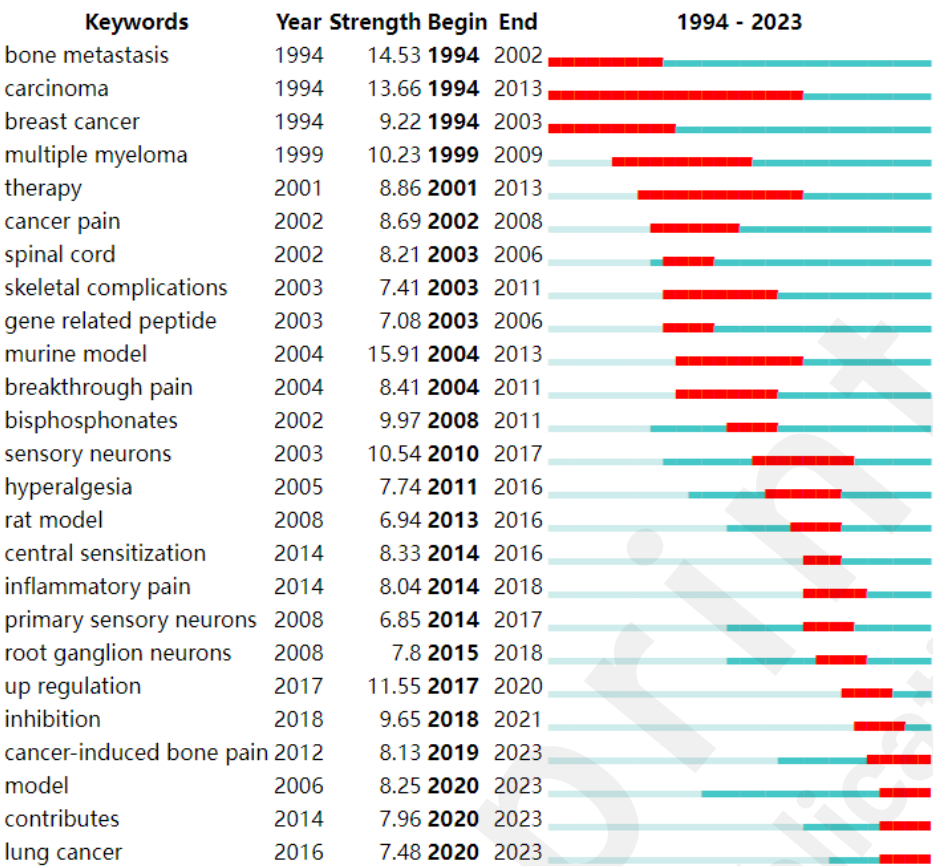 Keywords Year Strength Begin End 1994 - 2023
bone metastasis 1994 14.53 1994 2002
carcinoma 1994 13.66 1994 2013
breast cancer 1994 9.22 1994 2003
multiple myeloma 1999 10.23 1999 2009
therapy 2001 8.86 2001 2013
cancer pain 2002 8.69 2002 2008
spinal cord 2002 8.21 2003 2006
skeletal complications 2003 7.41 2003 2011
gene related peptide 2003 7.08 2003 2006
murine model 2004 15.91 2004 2013
breakthrough pain 2004 8.41 2004 2011
bisphosphonates 2002 9.97 2008 2011
sensory neurons 2003 10.54 2010 2017
hyperalgesia 2005 7.74 2011 2016
rat model 2008 6.94 2013 2016
central sensitization 2014 8.33 2014 2016
inflammatory pain 2014 8.04 2014 2018
primary sensory neurons 2008 6.85 2014 2017
root ganglion neurons 2008 7.8 2015 2018
up regulation 2017 11.55 2017 2020
inhibition 2018 9.65 2018 2021
cancer-induced bone pain 2012 8.13 2019 2023
model 2006 8.25 2020 2023
contributes 2014 7.96 2020 2023
lung cancer 2016 7.48 2020 2023
print